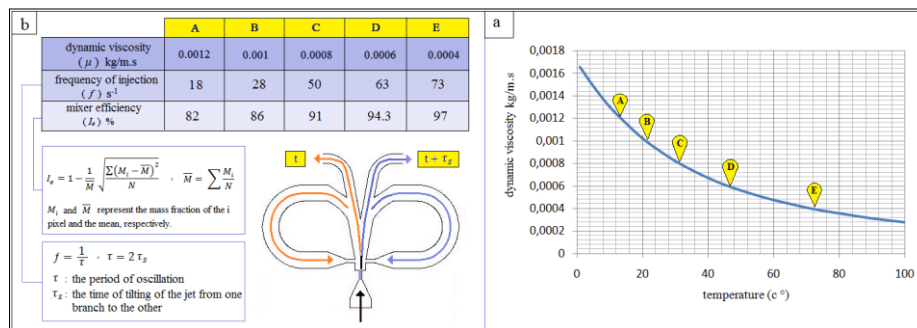 b
A B C D E
dynamic viscosity
( μ ) kg/m.s 0.0012 0.001 0.0008 0.0006 0.0004
frequency of injection
( f ) s⁻¹ 18 28 50 63 73
mixer efficiency
( Iₑ ) % 82 86 91 94.3 97
Iₑ = 1 − 1/M̅ √(∑(Mᵢ − M̅)²/N) · M̅ = ∑ Mᵢ/N
Mᵢ and M̅ represent the mass fraction of the i
pixel and the mean, respectively.
f = 1/τ · τ = 2 τₛ
τ : the period of oscillation
τₛ : the time of tilting of the jet from one
branch to the other
t
t + τₛ
a
dynamic viscosity kg/m.s
0,0018
0,0016
0,0014
0,0012
0,001
0,0008
0,0006
0,0004
0,0002
0
A
B
C
D
E
0 20 40 60 80 100
temperature (c °)